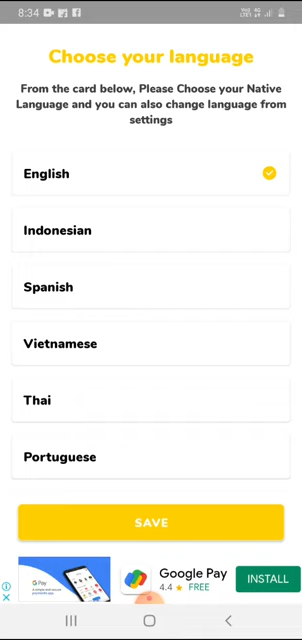 8:34
Choose your language
From the card below, Please Choose your Native
Language and you can also change language from
settings
English
Indonesian
Spanish
Vietnamese
Thai
Portuguese
SAVE
G Pay
Google Pay
INSTALL
4.4 ★ FREE